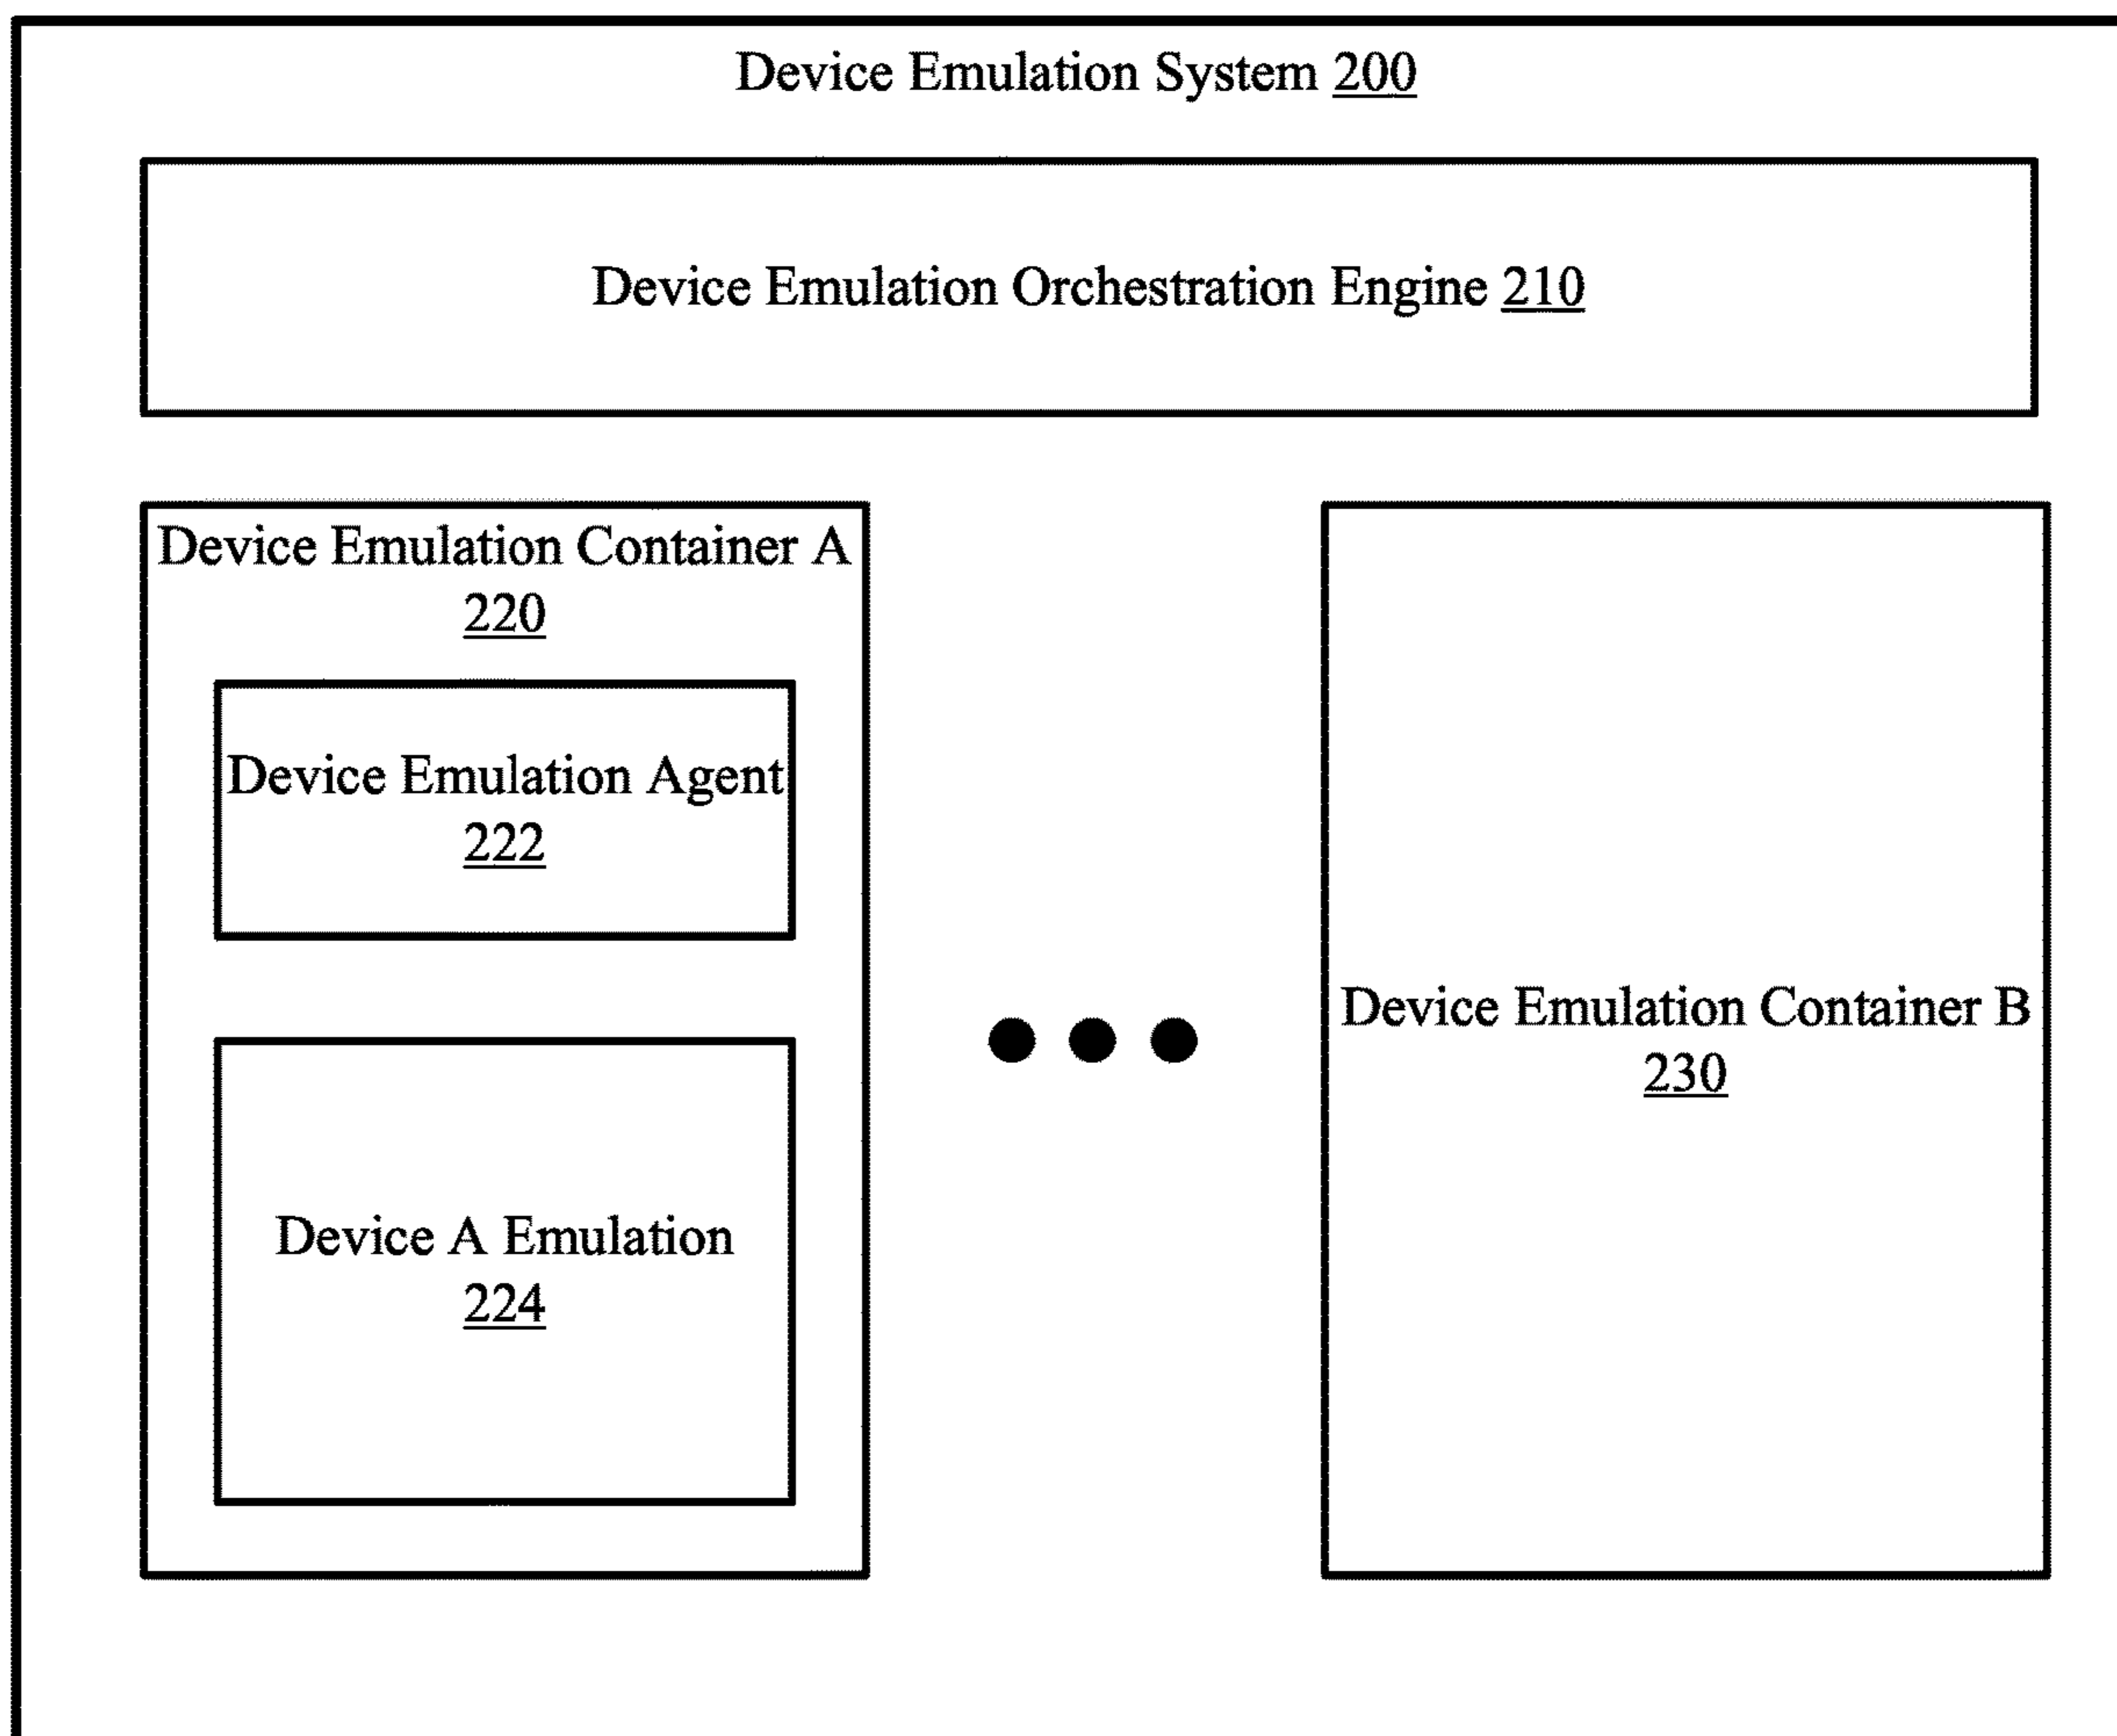 Device Emulation System 200
Device Emulation Orchestration Engine 210
Device Emulation Container A
220
Device Emulation Agent
222
Device A Emulation
224
Device Emulation Container B
230